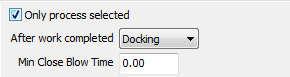 Only process selected
After work completed Docking
Min Close Blow Time 0.00